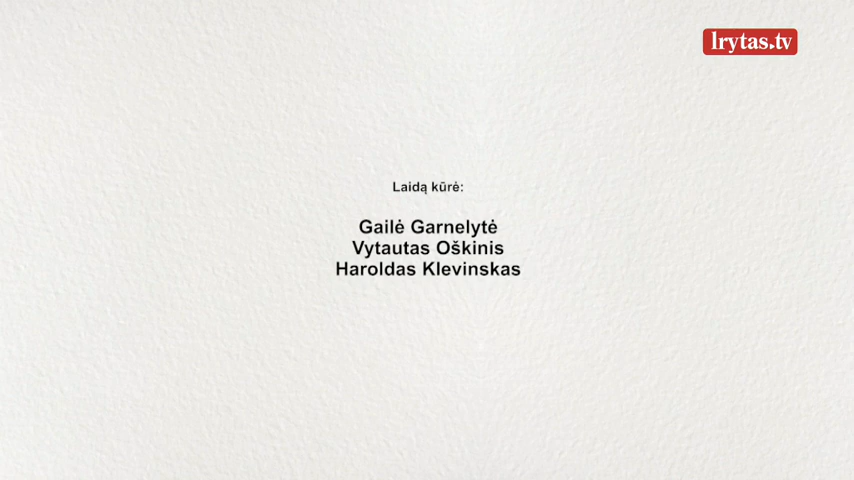 lrytas.tv
Laidą kūrė:
Gailė Garnelytė
Vytautas Oškinis
Haroldas Klevinskas